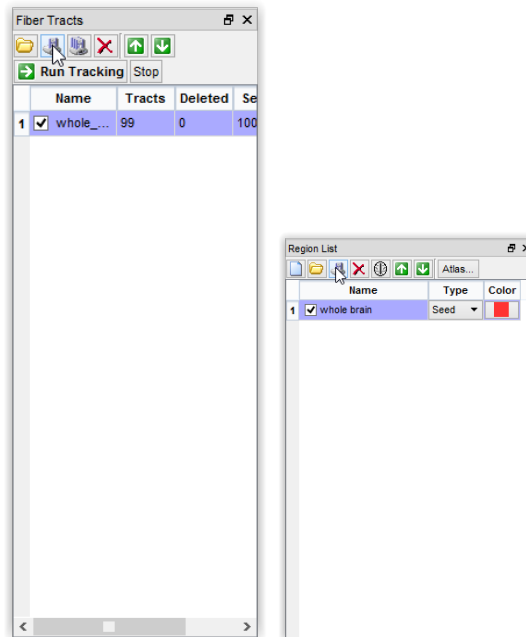 Fiber Tracts
Run Tracking Stop
Name Tracts Deleted Se
1 whole_... 99 0 100
Region List
Atlas...
Name Type Color
1 whole brain Seed